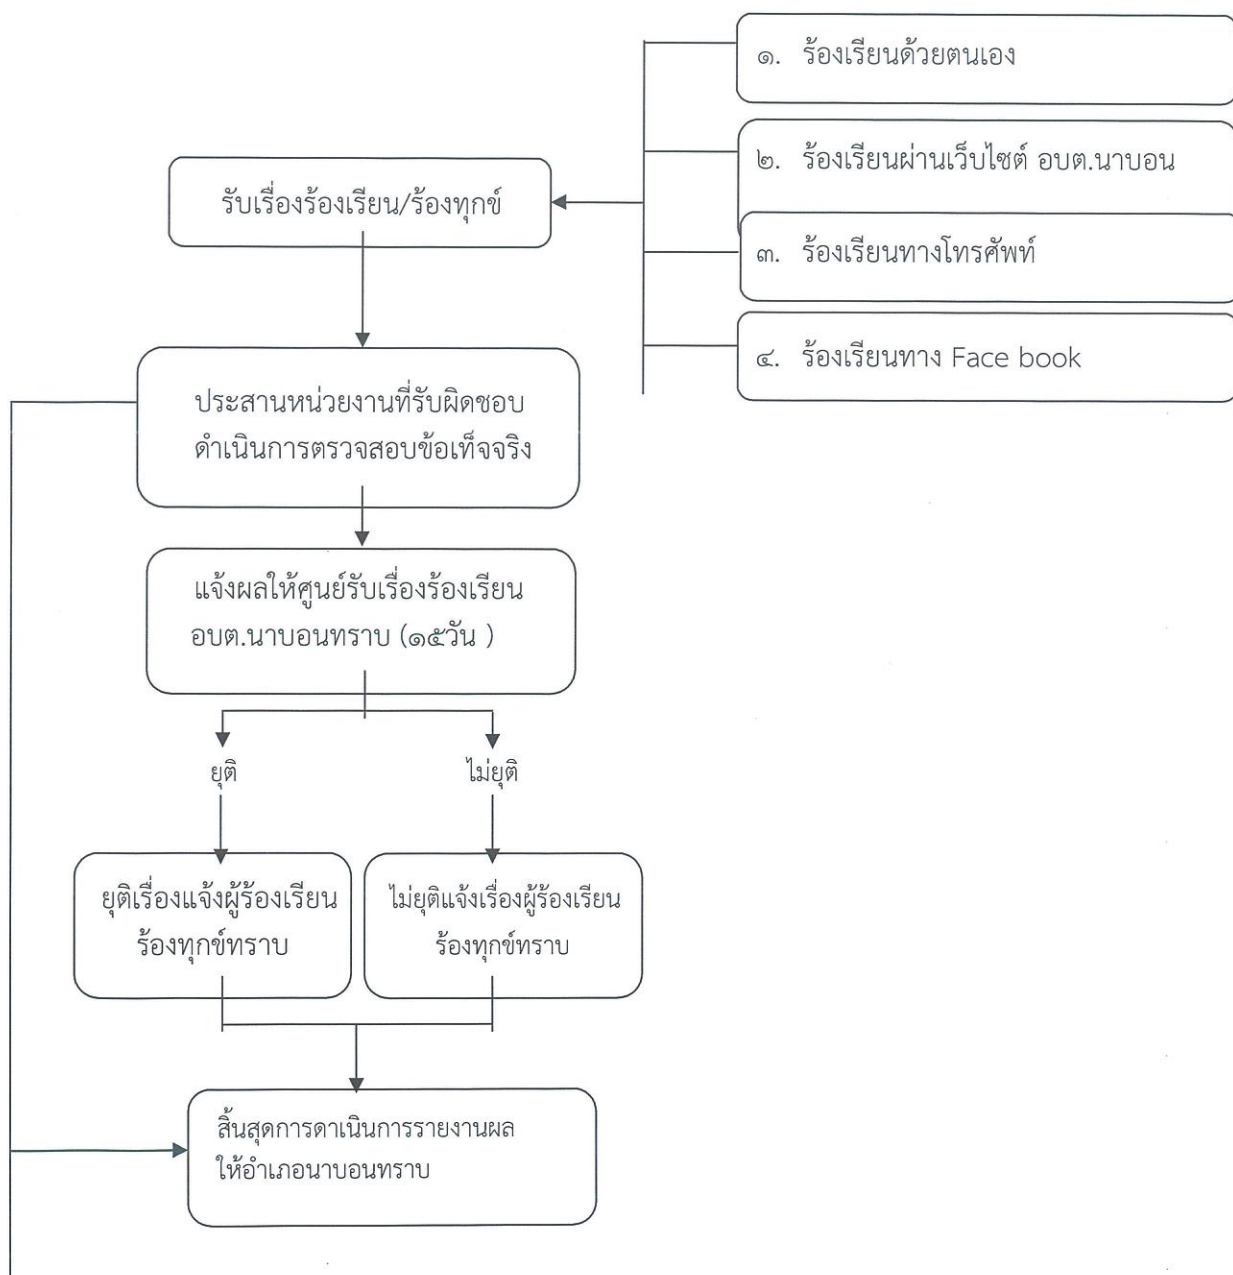 ๑. ร้องเรียนด้วยตนเอง
๒. ร้องเรียนผ่านเว็บไซต์ อบต.นาบอน
รับเรื่องร้องเรียน/ร้องทุกข์
๓. ร้องเรียนทางโทรศัพท์
๔. ร้องเรียนทาง Face book
ประสานหน่วยงานที่รับผิดชอบ
ดำเนินการตรวจสอบข้อเท็จจริง
แจ้งผลให้ศูนย์รับเรื่องร้องเรียน
อบต.นาบอนทราบ (๑๕วัน )
ยุติ
ไม่ยุติ
ยุติเรื่องแจ้งผู้ร้องเรียน
ร้องทุกข์ทราบ
ไม่ยุติแจ้งเรื่องผู้ร้องเรียน
ร้องทุกข์ทราบ
สิ้นสุดการดาเนินการรายงานผล
ให้อำเภอนาบอนทราบ